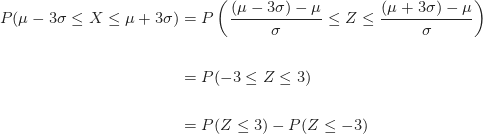 P(μ − 3σ ≤ X ≤ μ + 3σ) = P( (μ − 3σ) − μ / σ ≤ Z ≤ (μ + 3σ) − μ / σ )
= P(−3 ≤ Z ≤ 3)
= P(Z ≤ 3) − P(Z ≤ −3)